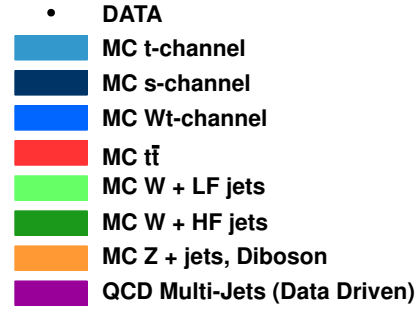 DATA
MC t-channel
MC s-channel
MC Wt-channel
MC tt̄
MC W + LF jets
MC W + HF jets
MC Z + jets, Diboson
QCD Multi-Jets (Data Driven)